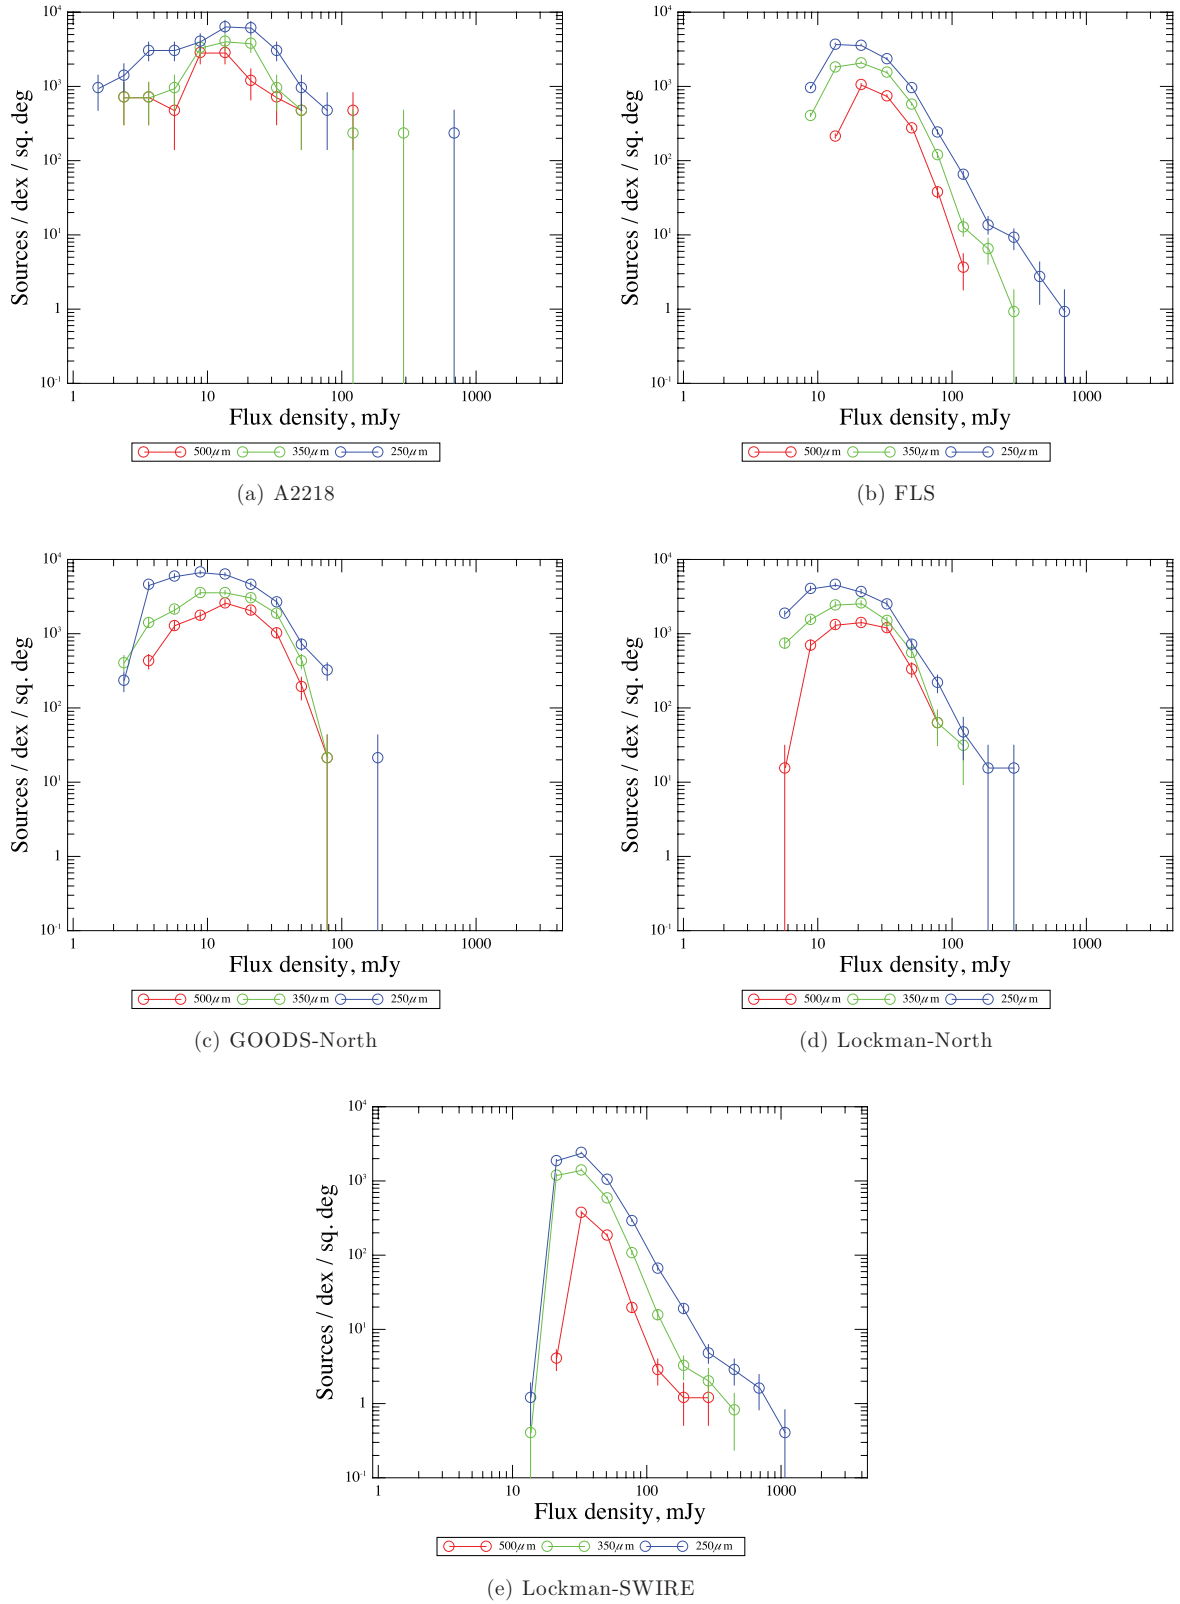 10⁴
10³
10²
10¹
1
10⁻¹
Sources / dex / sq. deg
1 10 100 1000
Flux density, mJy
500μm 350μm 250μm
(a) A2218
10⁴
10³
10²
10¹
1
10⁻¹
Sources / dex / sq. deg
1 10 100 1000
Flux density, mJy
500μm 350μm 250μm
(b) FLS
10⁴
10³
10²
10¹
1
10⁻¹
Sources / dex / sq. deg
1 10 100 1000
Flux density, mJy
500μm 350μm 250μm
(c) GOODS-North
10⁴
10³
10²
10¹
1
10⁻¹
Sources / dex / sq. deg
1 10 100 1000
Flux density, mJy
500μm 350μm 250μm
(d) Lockman-North
10⁴
10³
10²
10¹
1
10⁻¹
Sources / dex / sq. deg
1 10 100 1000
Flux density, mJy
500μm 350μm 250μm
(e) Lockman-SWIRE